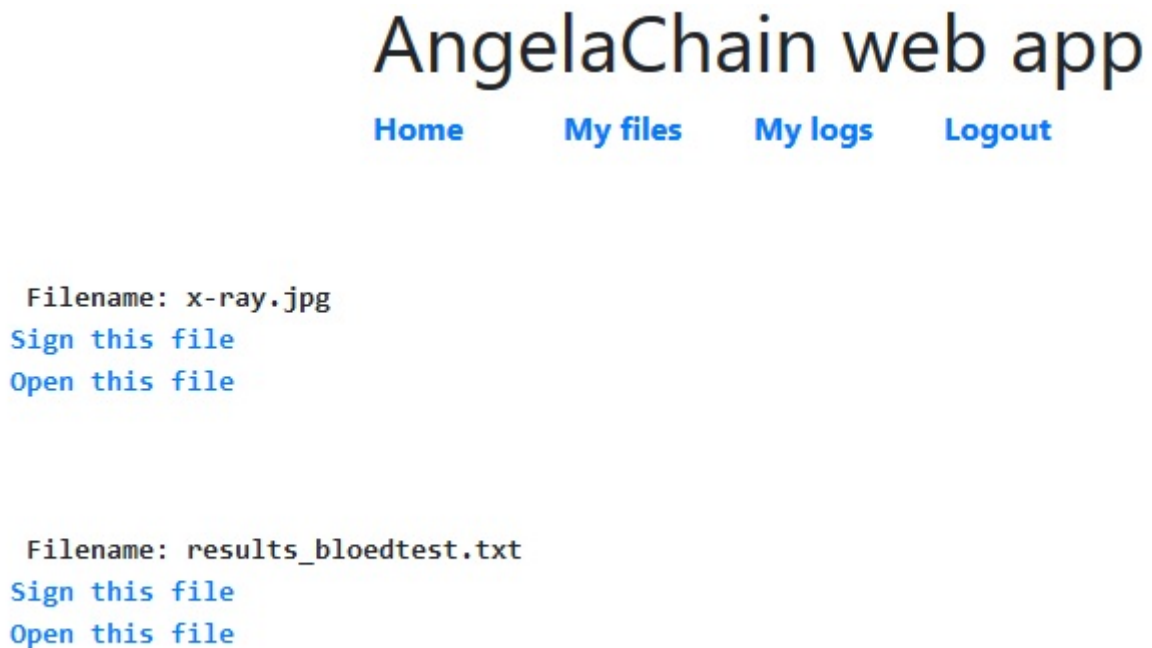 AngelaChain web app
Home My files My logs Logout
Filename: x-ray.jpg
Sign this file
Open this file
Filename: results_bloedtest.txt
Sign this file
Open this file